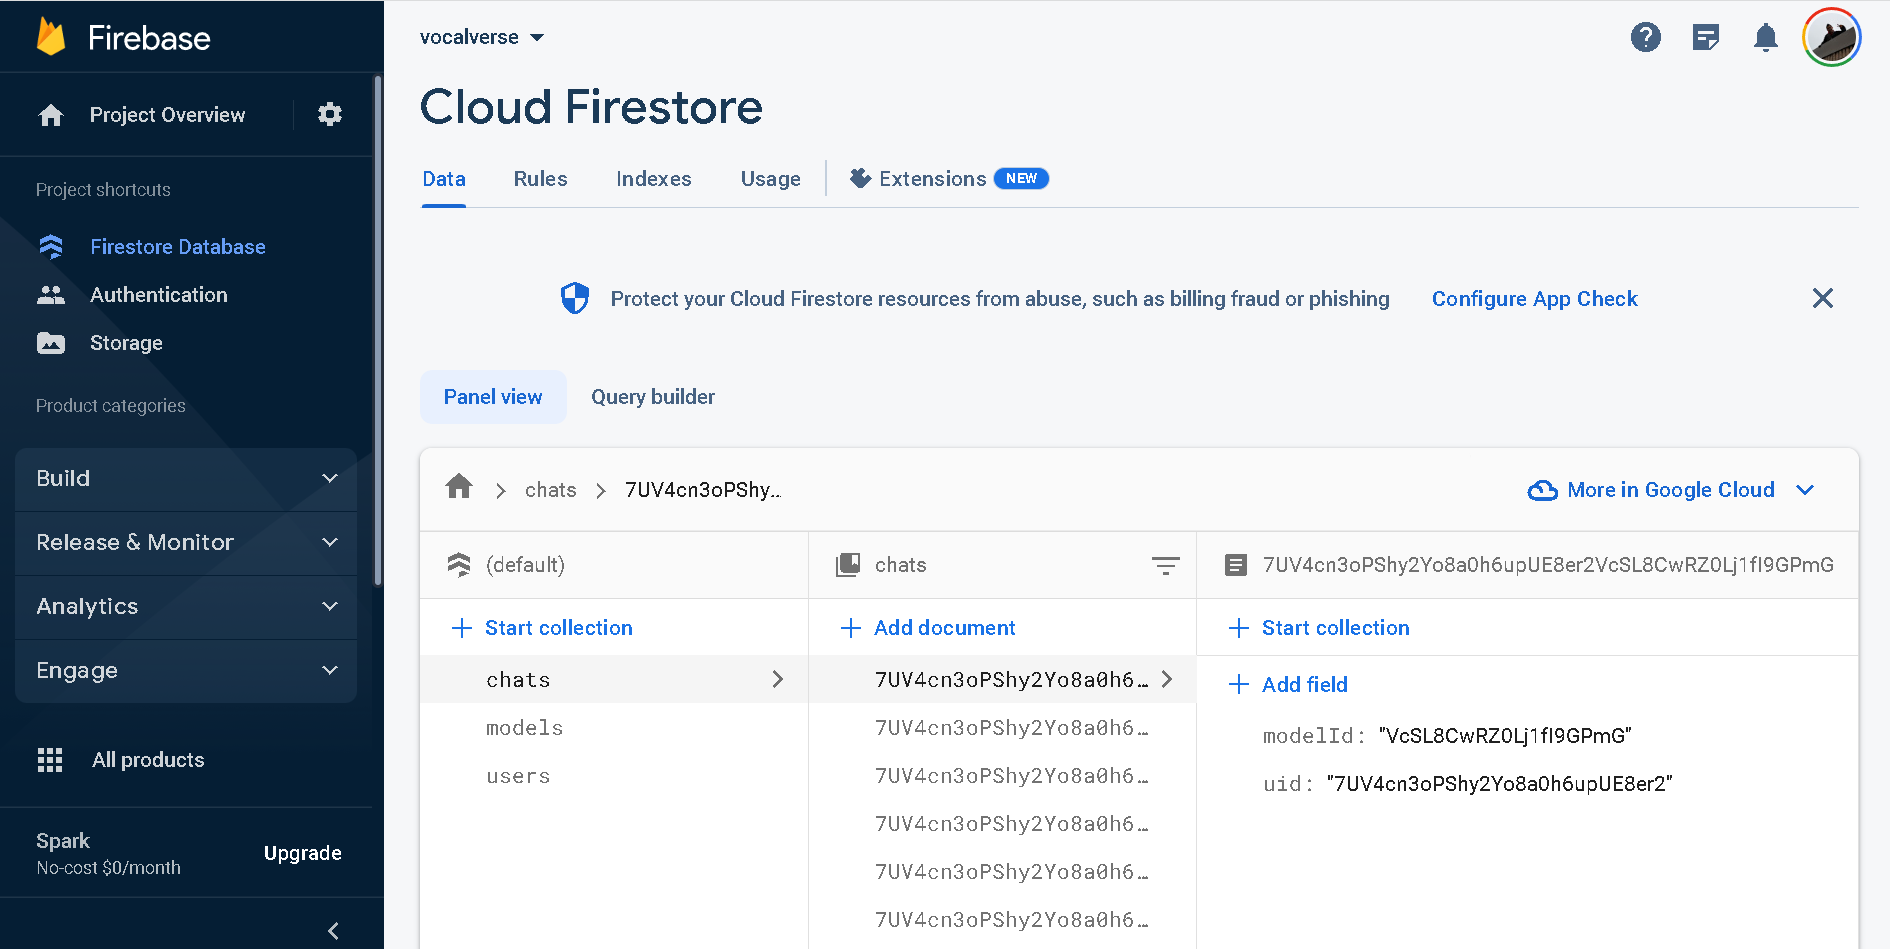 Firebase
vocalverse
Project Overview
Cloud Firestore
Data Rules Indexes Usage Extensions NEW
Project shortcuts
Firestore Database
Authentication
Storage
Protect your Cloud Firestore resources from abuse, such as billing fraud or phishing Configure App Check
Product categories
Panel view Query builder
Build
Release & Monitor
Analytics
Engage
All products
Spark
No-cost $0/month
Upgrade
chats 7UV4cn3oPShy…
More in Google Cloud
(default)
Start collection
chats
models
users
chats
Add document
7UV4cn3oPShy2Yo8a0h6…
7UV4cn3oPShy2Yo8a0h6…
7UV4cn3oPShy2Yo8a0h6…
7UV4cn3oPShy2Yo8a0h6…
7UV4cn3oPShy2Yo8a0h6…
7UV4cn3oPShy2Yo8a0h6…
7UV4cn3oPShy2Yo8a0h6upUE8er2VcSL8CwRZ0Lj1fI9GPmG
Start collection
Add field
modelId: "VcSL8CwRZ0Lj1fI9GPmG"
uid: "7UV4cn3oPShy2Yo8a0h6upUE8er2"